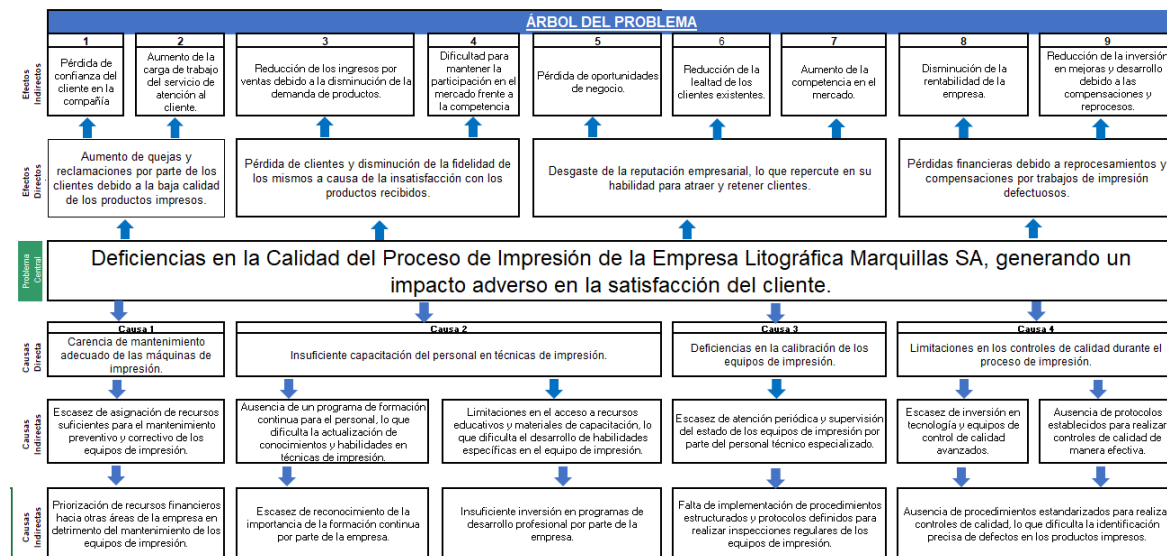 ÁRBOL DEL PROBLEMA
Efectos
Indirectos
1
Pérdida de
confianza del
cliente en la
compañía
2
Aumento de la
carga de trabajo
del servicio de
atención al
cliente.
3
Reducción de los ingresos por
ventas debido a la disminución de la
demanda de productos.
4
Dificultad para
mantener la
participación en el
mercado frente a
la competencia
5
Pérdida de oportunidades
de negocio.
6
Reducción de la
lealtad de los
clientes existentes.
7
Aumento de la
competencia en el
mercado.
8
Disminución de la
rentabilidad de la
empresa.
9
Reducción de la inversión
en mejoras y desarrollo
debido a las
compensaciones y
reprocesos.
Efectos
Directos
Aumento de quejas y
reclamaciones por parte de los
clientes debido a la baja calidad
de los productos impresos.
Pérdida de clientes y disminución de la fidelidad de
los mismos a causa de la insatisfacción con los
productos recibidos.
Desgaste de la reputación empresarial, lo que repercute en su
habilidad para atraer y retener clientes.
Pérdidas financieras debido a reprocesamientos y
compensaciones por trabajos de impresión
defectuosos.
Problema
Central
Deficiencias en la Calidad del Proceso de Impresión de la Empresa Litográfica Marquillas SA, generando un
impacto adverso en la satisfacción del cliente.
Causas
Directa
Causa 1
Carencia de mantenimiento
adecuado de las máquinas de
impresión.
Causa 2
Insuficiente capacitación del personal en técnicas de impresión.
Causa 3
Deficiencias en la calibración de los
equipos de impresión.
Causa 4
Limitaciones en los controles de calidad durante el
proceso de impresión.
Causas
Indirectas
Escasez de asignación de recursos
suficientes para el mantenimiento
preventivo y correctivo de los
equipos de impresión.
Ausencia de un programa de formación
continua para el personal, lo que
dificulta la actualización de
conocimientos y habilidades en
técnicas de impresión.
Limitaciones en el acceso a recursos
educativos y materiales de capacitación, lo
que dificulta el desarrollo de habilidades
específicas en el equipo de impresión.
Escasez de atención periódica y supervisión
del estado de los equipos de impresión por
parte del personal técnico especializado.
Escasez de inversión en
tecnología y equipos de
control de calidad
avanzados.
Ausencia de protocolos
establecidos para realizar
controles de calidad de
manera efectiva.
Causas
Indirectas
Priorización de recursos financieros
hacia otras áreas de la empresa en
detrimento del mantenimiento de los
equipos de impresión.
Escasez de reconocimiento de la
importancia de la formación continua
por parte de la empresa.
Insuficiente inversión en programas de
desarrollo profesional por parte de la
empresa.
Falta de implementación de procedimientos
estructurados y protocolos definidos para
realizar inspecciones regulares de los
equipos de impresión.
Ausencia de procedimientos estandarizados para realiza
controles de calidad, lo que dificulta la identificación
precisa de defectos en los productos impresos.